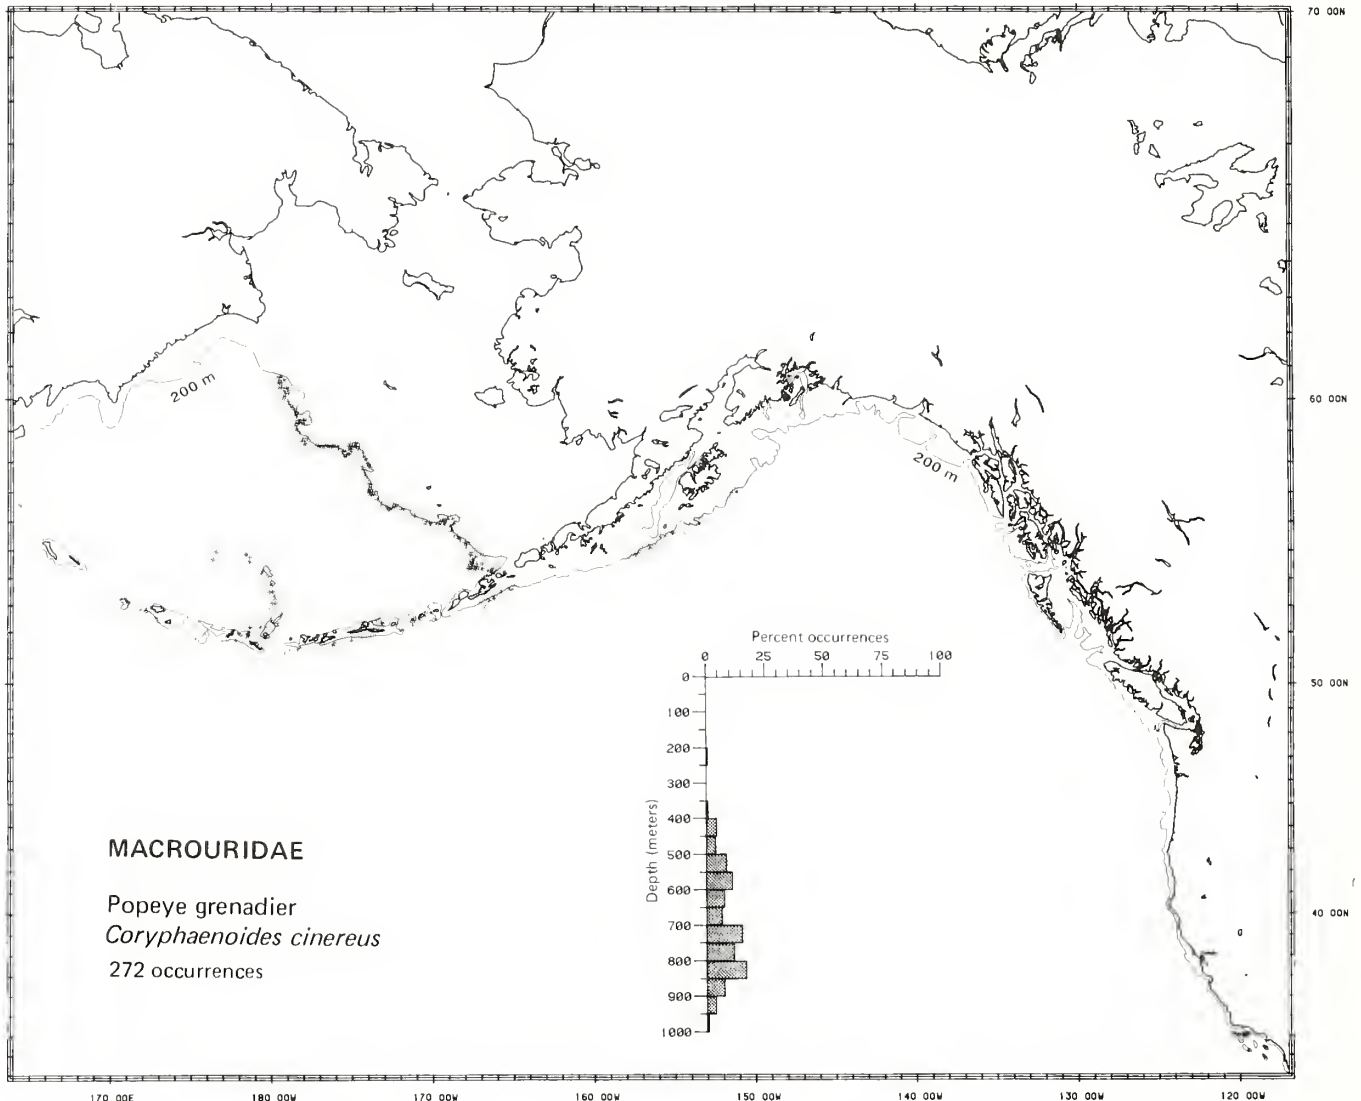 70 00N
200 m
60 00N
200 m
Percent occurrences
0 25 50 75 100
50 00N
0
100
200
300
400
500
600
700
800
900
1000
Depth (meters)
40 00N
MACROURIDAE
Popeye grenadier
Coryphaenoides cinereus
272 occurrences
170 00E 180 00W 170 00W 160 00W 150 00W 140 00W 130 00W 120 00W